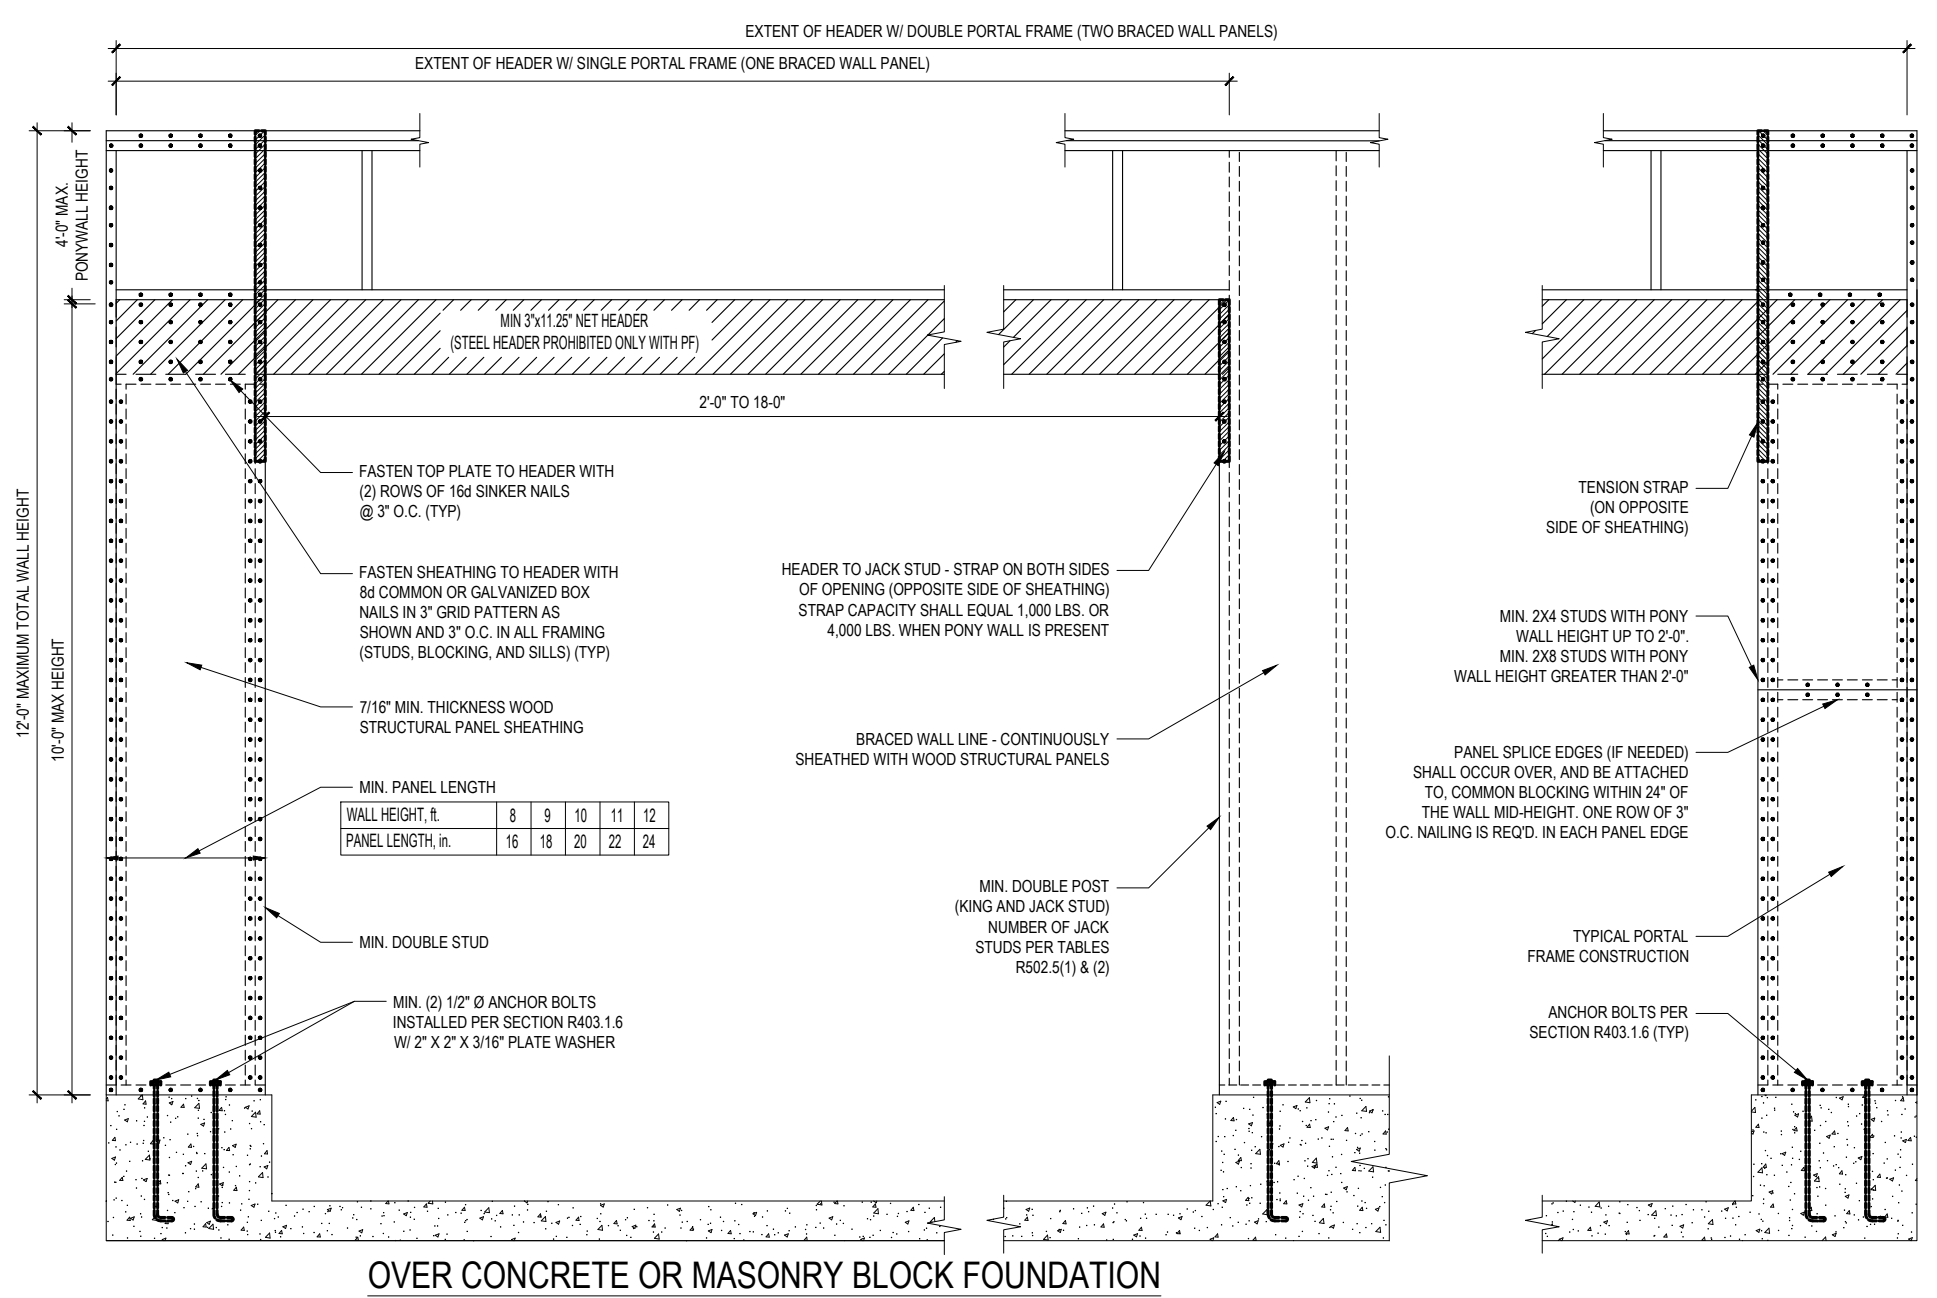 EXTENT OF HEADER W/ DOUBLE PORTAL FRAME (TWO BRACED WALL PANELS)
EXTENT OF HEADER W/ SINGLE PORTAL FRAME (ONE BRACED WALL PANEL)
4'-0" MAX.
PONYWALL HEIGHT
12'-0" MAXIMUM TOTAL WALL HEIGHT
10'-0" MAX HEIGHT
MIN 3"x11.25" NET HEADER
(STEEL HEADER PROHIBITED ONLY WITH PF)
2'-0" TO 18-0"
FASTEN TOP PLATE TO HEADER WITH
(2) ROWS OF 16d SINKER NAILS
@ 3" O.C. (TYP)
FASTEN SHEATHING TO HEADER WITH
8d COMMON OR GALVANIZED BOX
NAILS IN 3" GRID PATTERN AS
SHOWN AND 3" O.C. IN ALL FRAMING
(STUDS, BLOCKING, AND SILLS) (TYP)
7/16" MIN. THICKNESS WOOD
STRUCTURAL PANEL SHEATHING
MIN. PANEL LENGTH
WALL HEIGHT, ft. 8 9 10 11 12
PANEL LENGTH, in. 16 18 20 22 24
MIN. DOUBLE STUD
MIN. (2) 1/2" Ø ANCHOR BOLTS
INSTALLED PER SECTION R403.1.6
W/ 2" X 2" X 3/16" PLATE WASHER
HEADER TO JACK STUD - STRAP ON BOTH SIDES
OF OPENING (OPPOSITE SIDE OF SHEATHING)
STRAP CAPACITY SHALL EQUAL 1,000 LBS. OR
4,000 LBS. WHEN PONY WALL IS PRESENT
BRACED WALL LINE - CONTINUOUSLY
SHEATHED WITH WOOD STRUCTURAL PANELS
MIN. DOUBLE POST
(KING AND JACK STUD)
NUMBER OF JACK
STUDS PER TABLES
R502.5(1) & (2)
TENSION STRAP
(ON OPPOSITE
SIDE OF SHEATHING)
MIN. 2X4 STUDS WITH PONY
WALL HEIGHT UP TO 2'-0".
MIN. 2X8 STUDS WITH PONY
WALL HEIGHT GREATER THAN 2'-0"
PANEL SPLICE EDGES (IF NEEDED)
SHALL OCCUR OVER, AND BE ATTACHED
TO, COMMON BLOCKING WITHIN 24" OF
THE WALL MID-HEIGHT. ONE ROW OF 3"
O.C. NAILING IS REQ'D. IN EACH PANEL EDGE
TYPICAL PORTAL
FRAME CONSTRUCTION
ANCHOR BOLTS PER
SECTION R403.1.6 (TYP)
OVER CONCRETE OR MASONRY BLOCK FOUNDATION